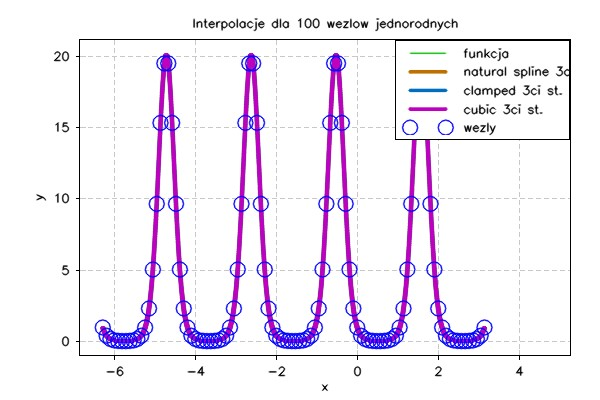 Interpolacje dla 100 wezlow jednorodnych
funkcja
natural spline 3c
clamped 3ci st.
cubic 3ci st.
wezly
20
15
10
5
0
y
−6 −4 −2 0 2 4
x